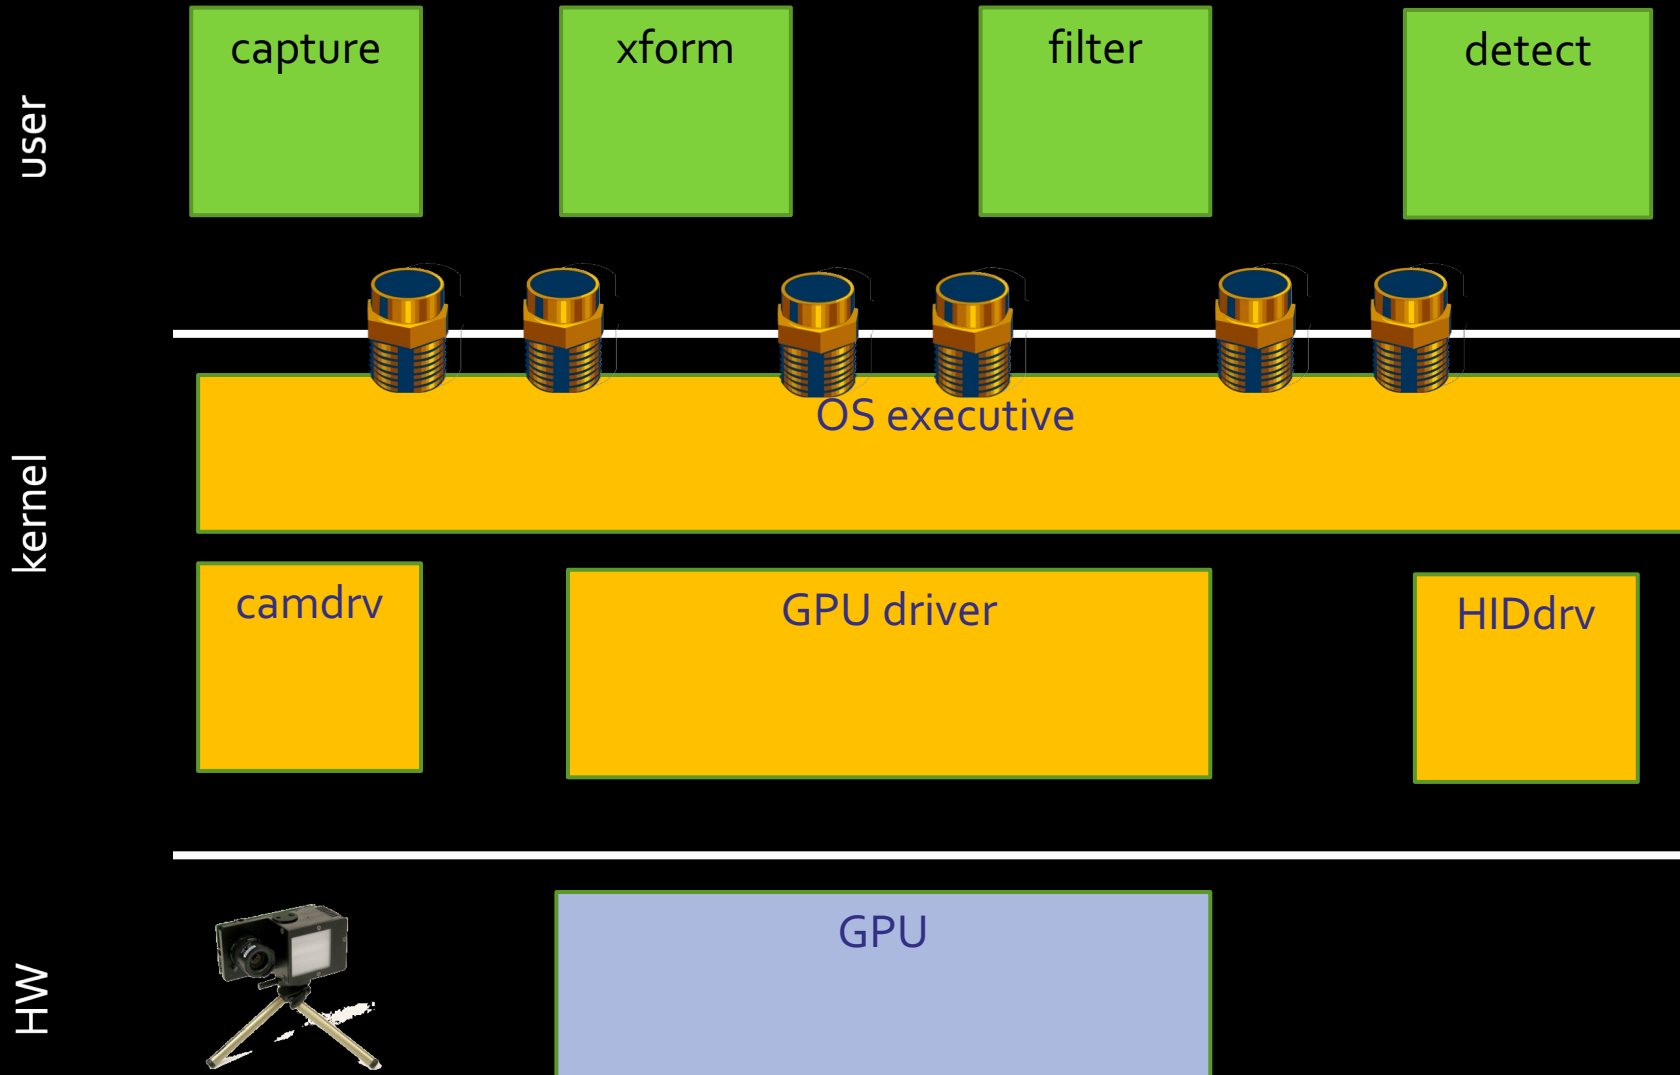 user
capture
xform
filter
detect
kernel
OS executive
camdrv
GPU driver
HIDdrv
HW
GPU